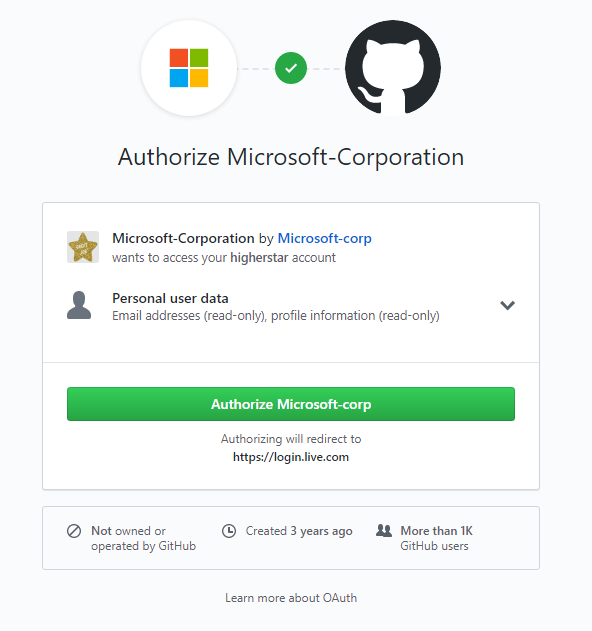 Authorize Microsoft-Corporation
Microsoft-Corporation by Microsoft-corp
wants to access your higherstar account
Personal user data
Email addresses (read-only), profile information (read-only)
Authorize Microsoft-corp
Authorizing will redirect to
https://login.live.com
Not owned or
operated by GitHub
Created 3 years ago
More than 1K
GitHub users
Learn more about OAuth